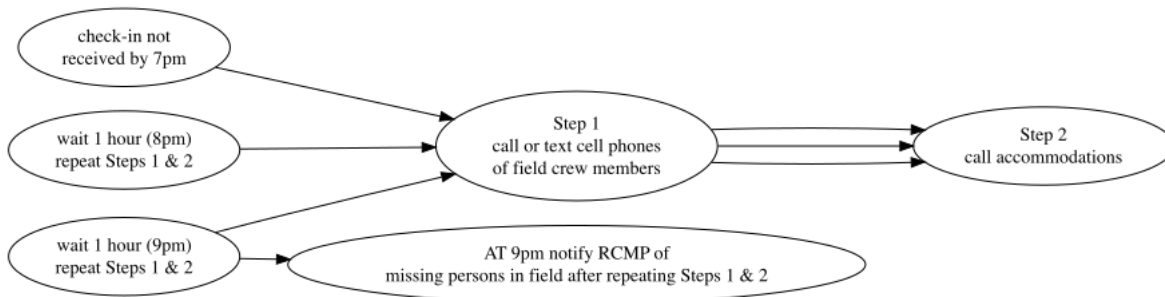 check-in not
received by 7pm
wait 1 hour (8pm)
repeat Steps 1 & 2
wait 1 hour (9pm)
repeat Steps 1 & 2
Step 1
call or text cell phones
of field crew members
AT 9pm notify RCMP of
missing persons in field after repeating Steps 1 & 2
Step 2
call accommodations